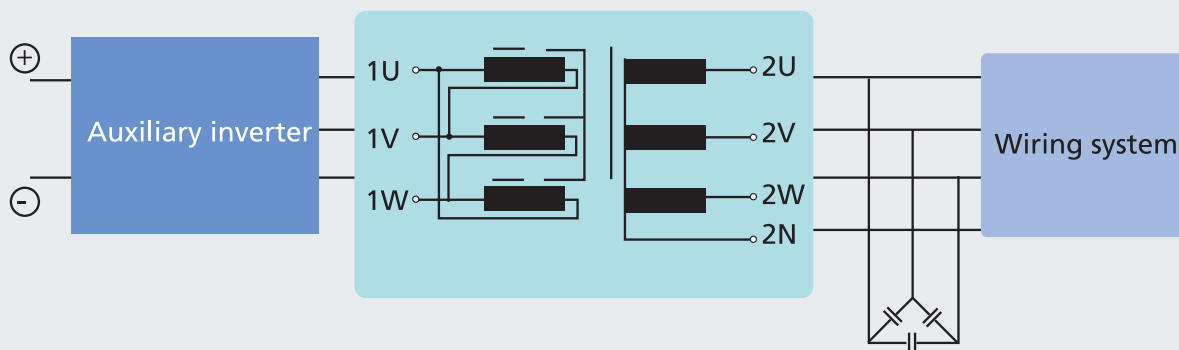 +
Auxiliary inverter
-
1U
1V
1W
2U
2V
2W
2N
Wiring system